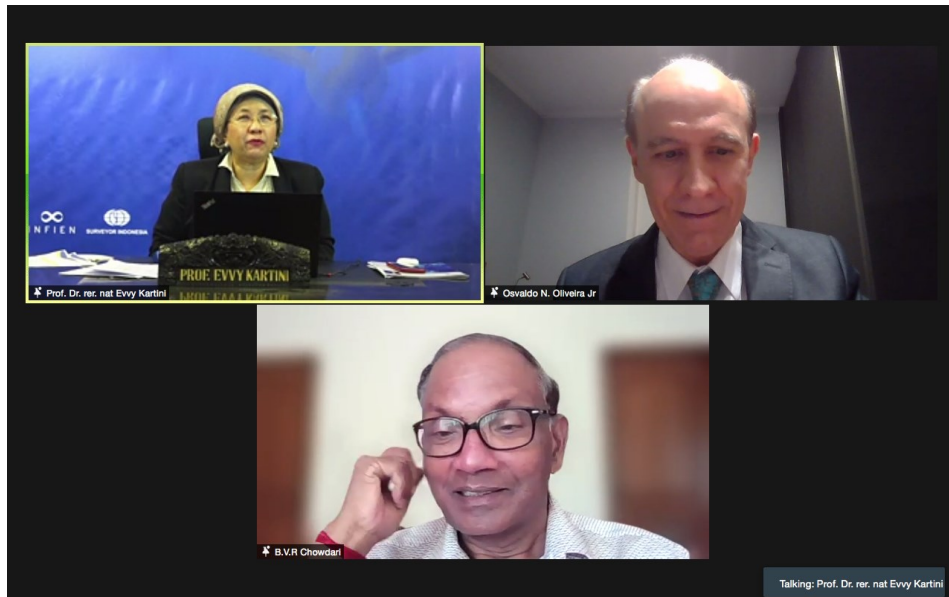 INFIEN
SURVEYOR INDONESIA
PROF. EVVY KARTINI
Prof. Dr. rer. nat Evvy Kartini
Osvaldo N. Oliveira Jr
B.V.R Chowdari
Talking: Prof. Dr. rer. nat Evvy Kartini